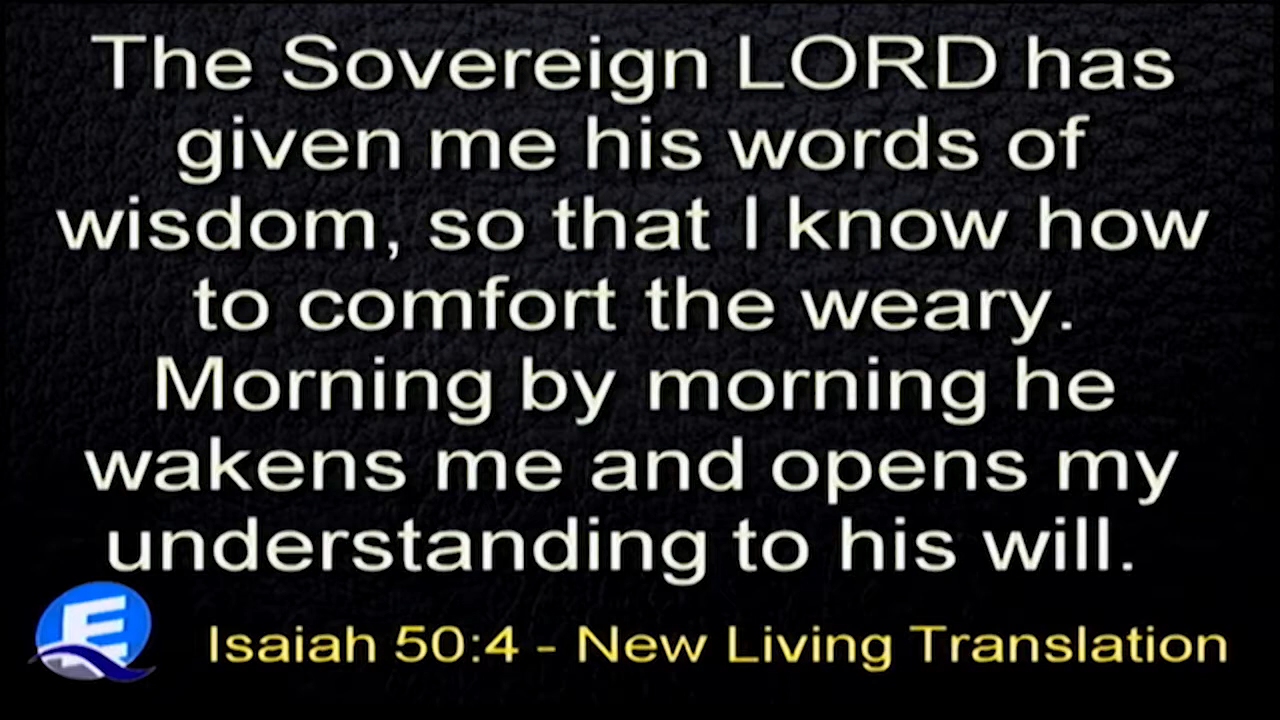 The Sovereign LORD has
given me his words of
wisdom, so that I know how
to comfort the weary.
Morning by morning he
wakens me and opens my
understanding to his will.
E
Isaiah 50:4 - New Living Translation